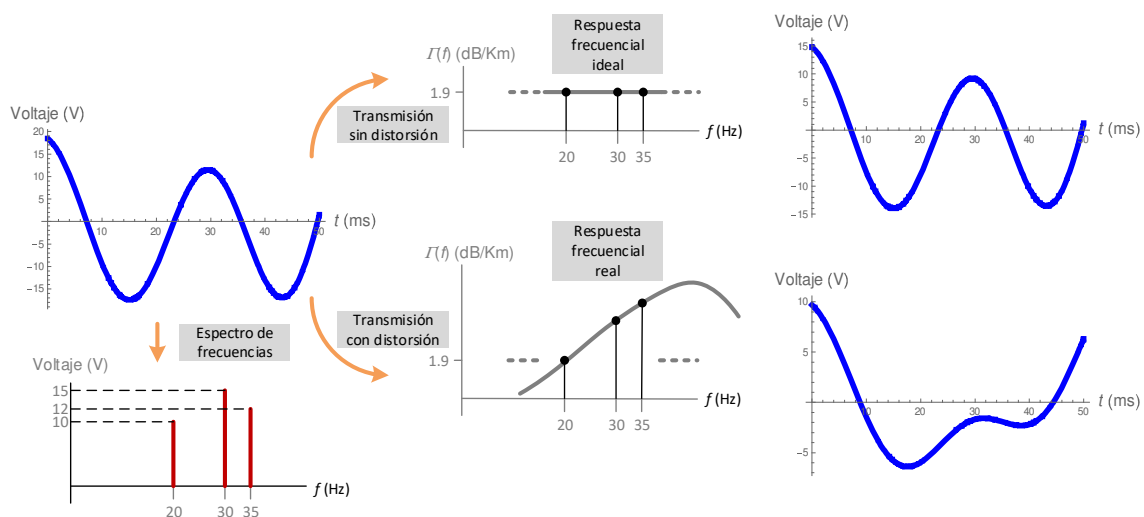 Voltaje (V)
20
15
10
5
-5
-10
-15
10
20
30
40
50
t (ms)
Espectro de
frecuencias
Voltaje (V)
15
12
10
20
30
35
f (Hz)
Transmisión
sin distorsión
Γ(f) (dB/Km)
1.9
Respuesta
frecuencial
ideal
20
30
35
f (Hz)
Transmisión
con distorsión
Γ(f) (dB/Km)
1.9
Respuesta
frecuencial
real
20
30
35
f (Hz)
Voltaje (V)
15
10
5
-5
-10
-15
10
20
30
40
50
t (ms)
Voltaje (V)
10
5
-5
10
20
30
40
50
t (ms)